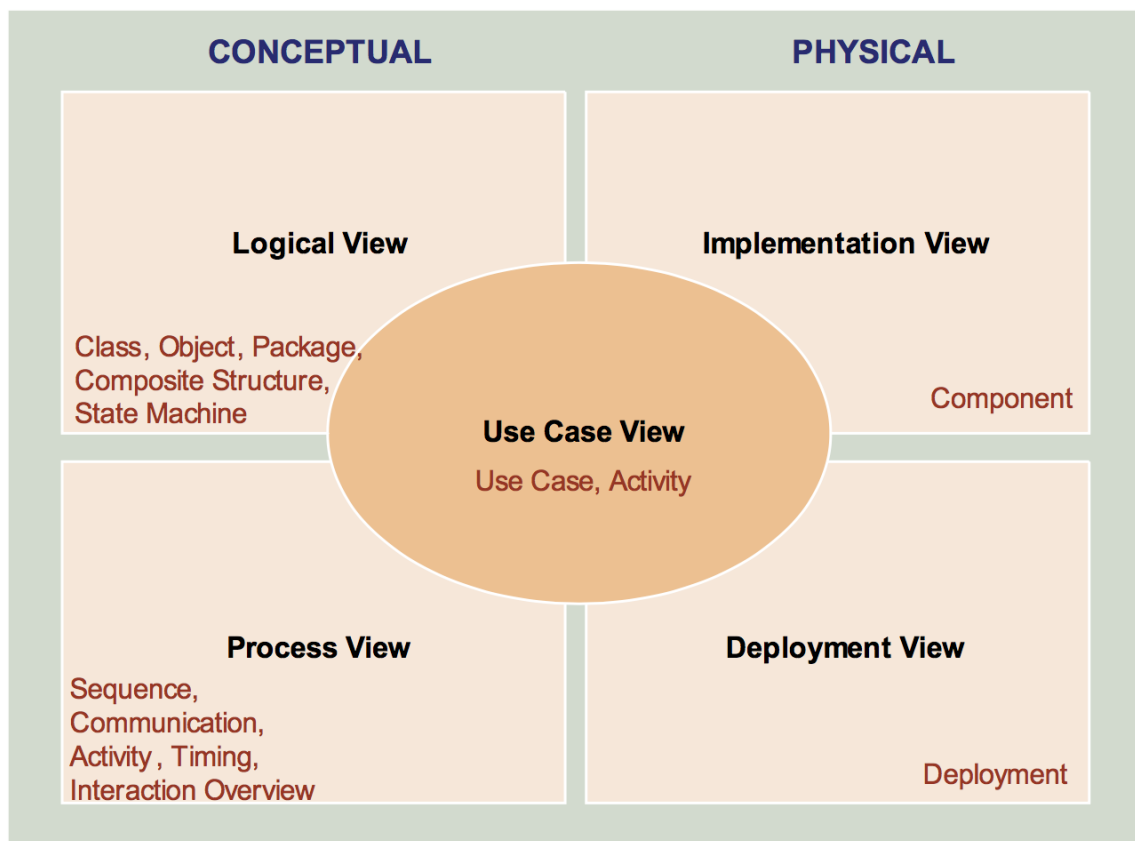 CONCEPTUAL
PHYSICAL
Logical View
Implementation View
Class, Object, Package,
Composite Structure,
State Machine
Component
Use Case View
Use Case, Activity
Process View
Deployment View
Sequence,
Communication,
Activity , Timing,
Interaction Overview
Deployment